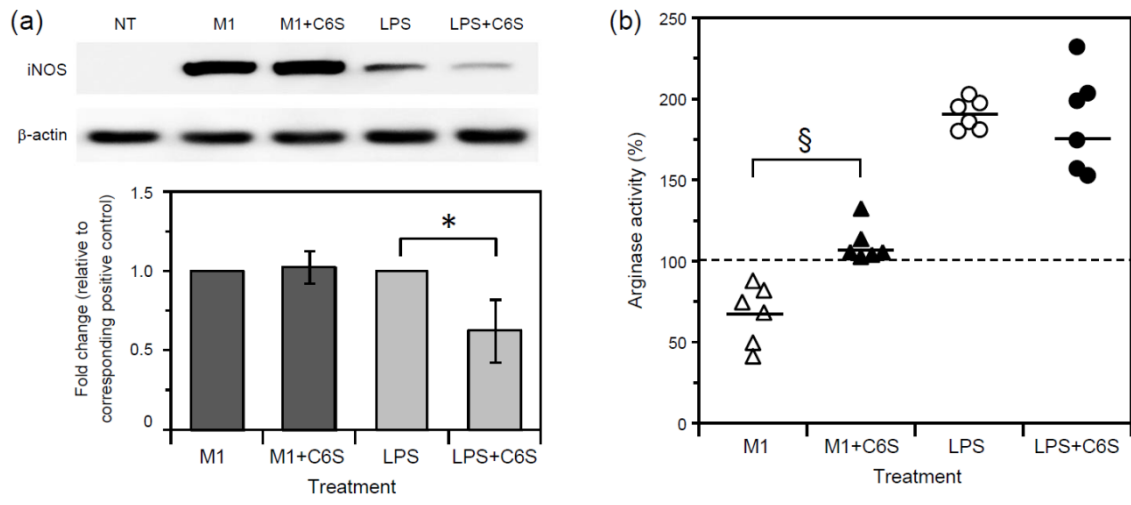 (a)
NT M1 M1+C6S LPS LPS+C6S
iNOS
β-actin
Fold change (relative to
corresponding positive control)
1.5
1.0
0.5
0
*
M1 M1+C6S LPS LPS+C6S
Treatment
(b)
Arginase activity (%)
250
200
150
100
50
0
§
M1 M1+C6S LPS LPS+C6S
Treatment